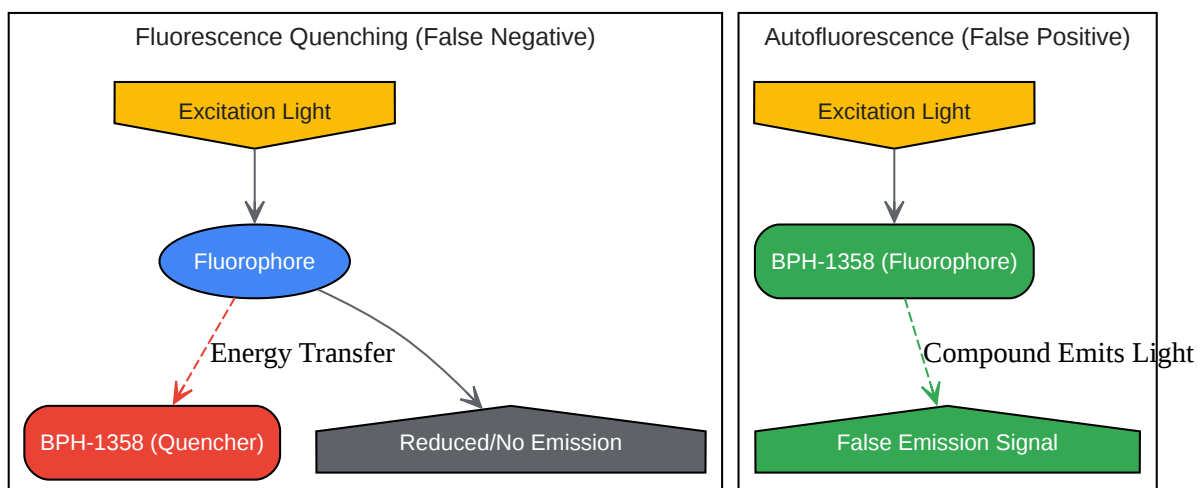 Fluorescence Quenching (False Negative)
Excitation Light
Fluorophore
Energy Transfer
BPH-1358 (Quencher)
Reduced/No Emission
Autofluorescence (False Positive)
Excitation Light
BPH-1358 (Fluorophore)
Compound Emits Light
False Emission Signal